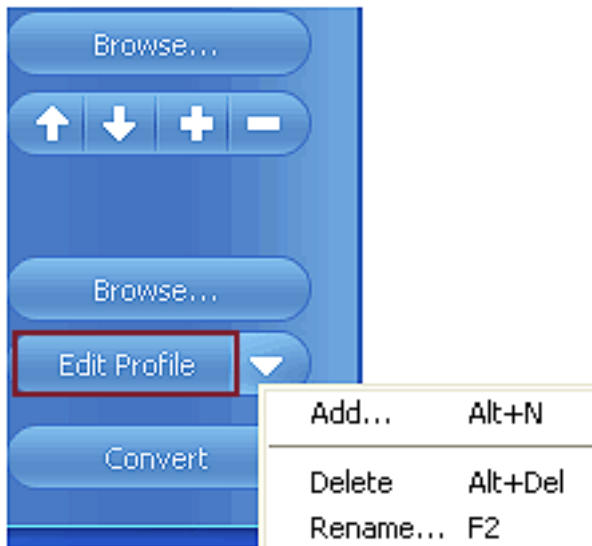 Browse...
Browse...
Edit Profile
Add... Alt+N
Convert
Delete Alt+Del
Rename... F2